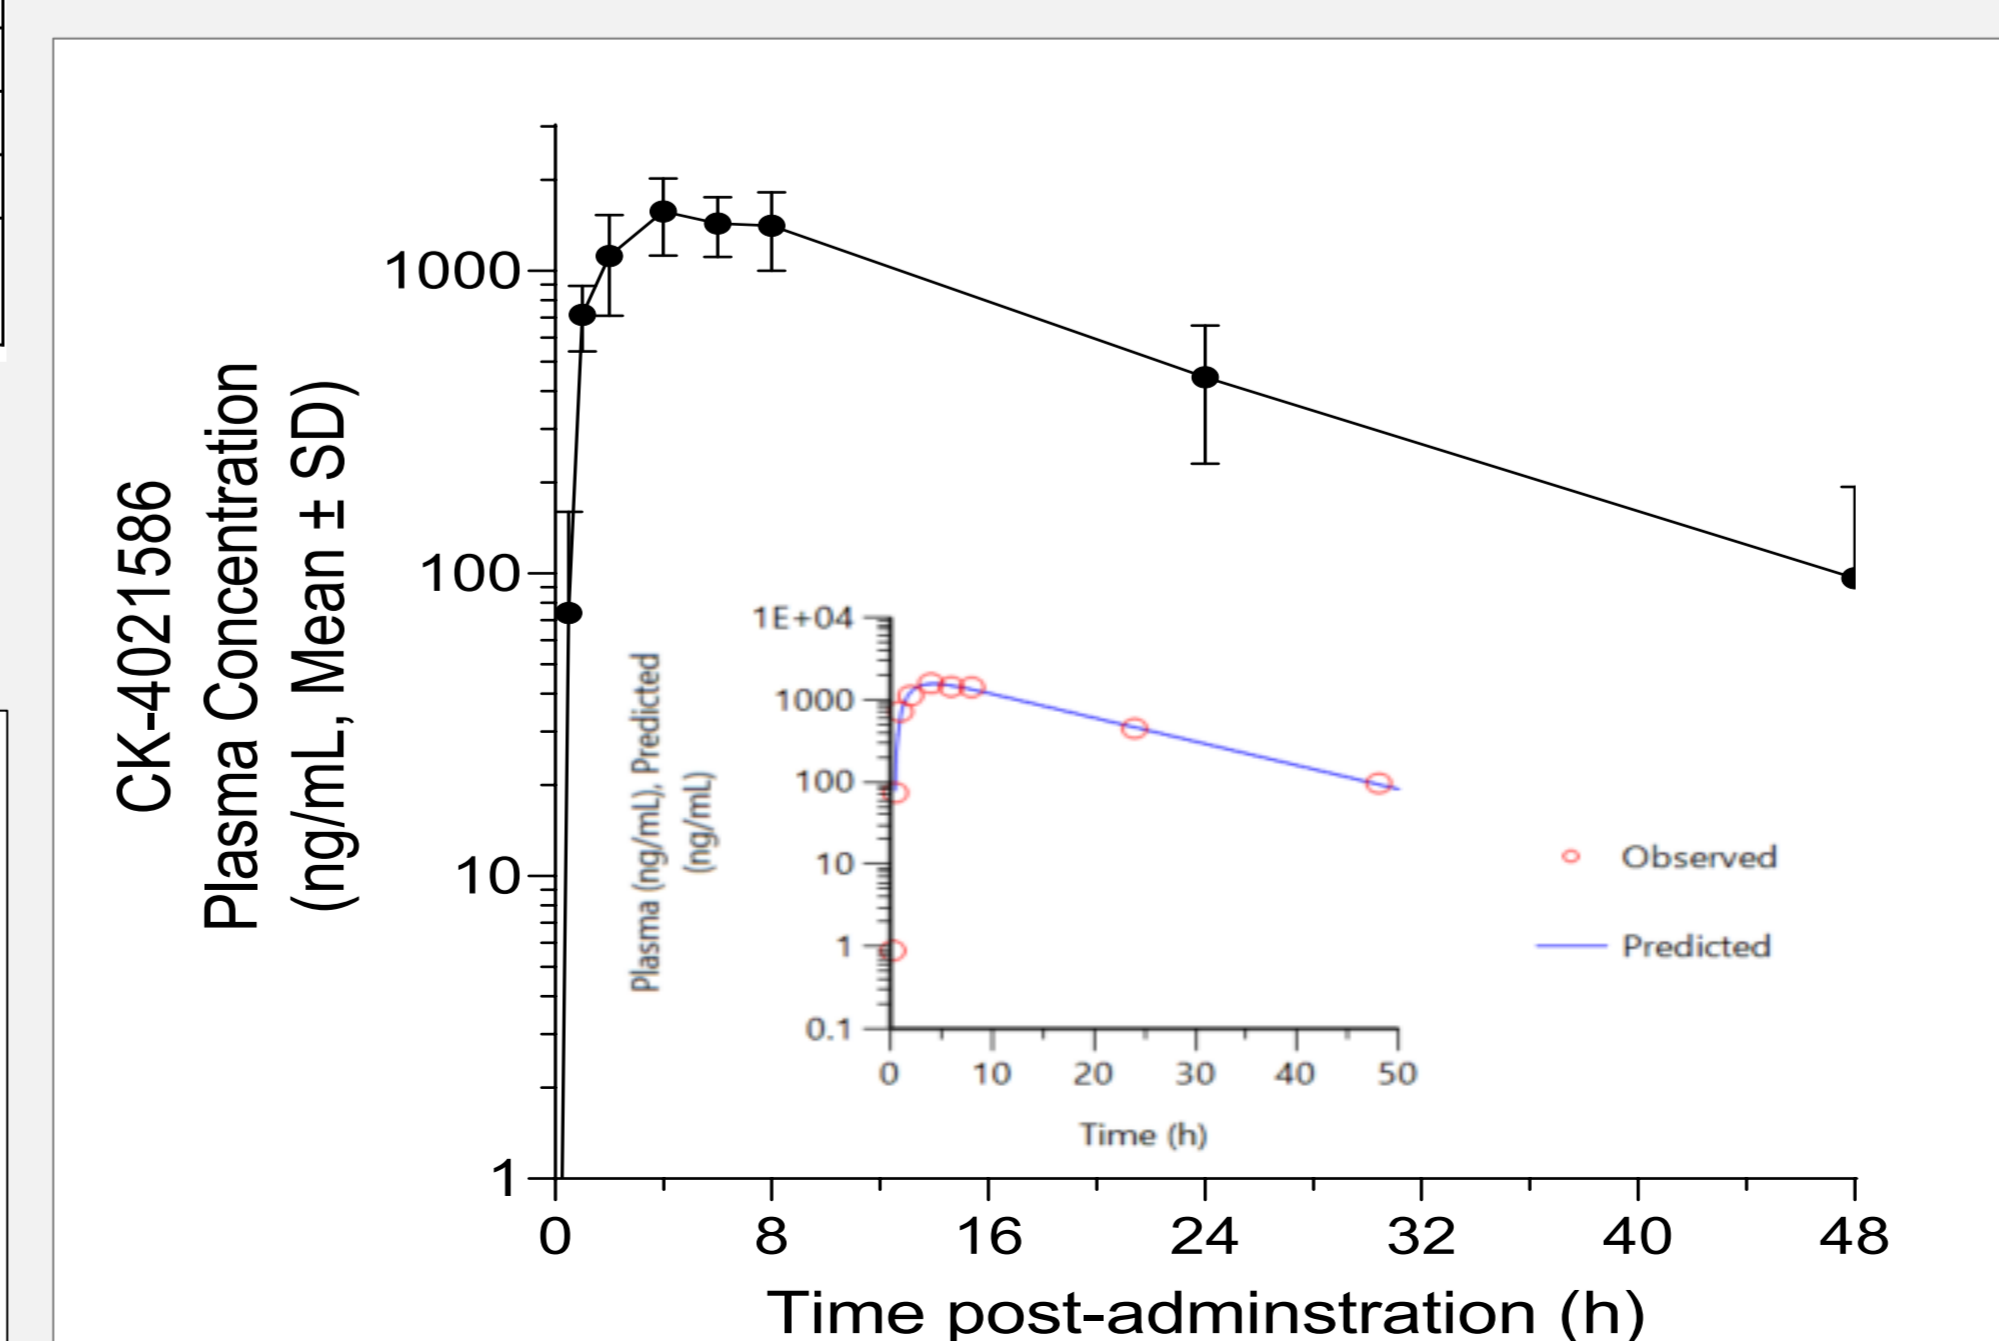 CK-4021586
Plasma Concentration
(ng/mL, Mean ± SD)
1000
100
10
1
0 8 16 24 32 40 48
Time post-adminstration (h)
Plasma (ng/mL), Predicted
(ng/mL)
1E+04
1000
100
10
1
0.1
0 10 20 30 40 50
Time (h)
Observed
Predicted